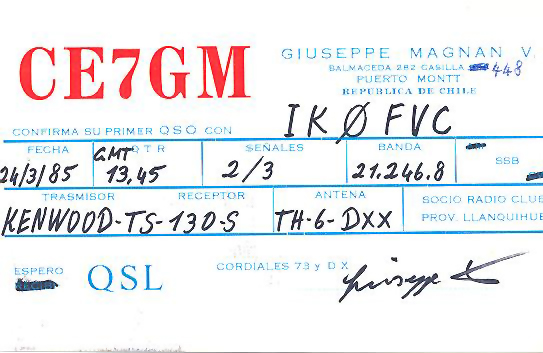 CE7GM
GIUSEPPE MAGNAN V.
BALMACEDA 282 CASILLA 448
PUERTO MONTT
REPUBLICA DE CHILE
CONFIRMA SU PRIMER QSO CON IKØFVC
FECHA GMT QTR SEÑALES BANDA
24/3/85 13,45 2/3 21.246.8 SSB
TRASMISOR RECEPTOR ANTENA SOCIO RADIO CLUB
KENWOOD-TS-130-S TH-6-DXX PROV. LLANQUIHUE
ESPERO QSL CORDIALES 73 y DX Giuseppe